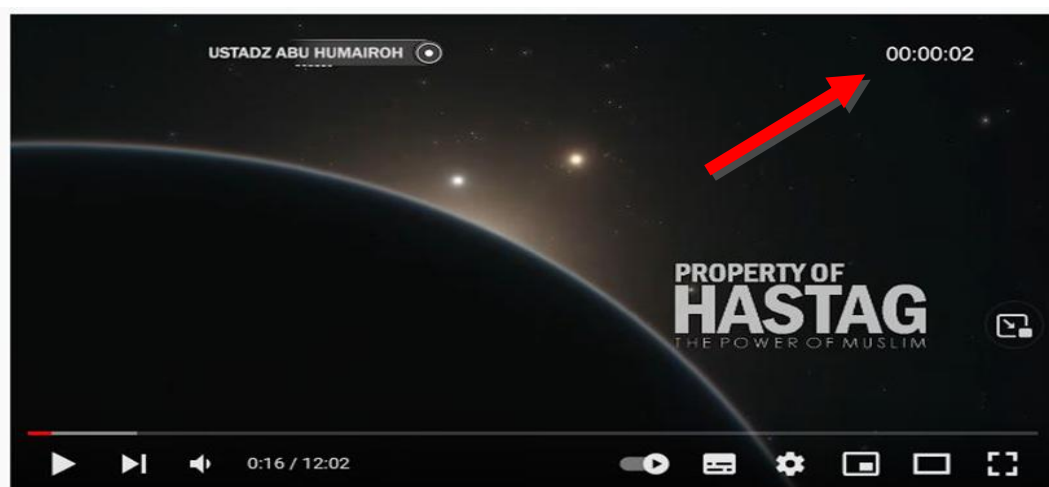 USTADZ ABU HUMAIROH
00:00:02
PROPERTY OF
HASTAG
THE POWER OF MUSLIM
0:16 / 12:02